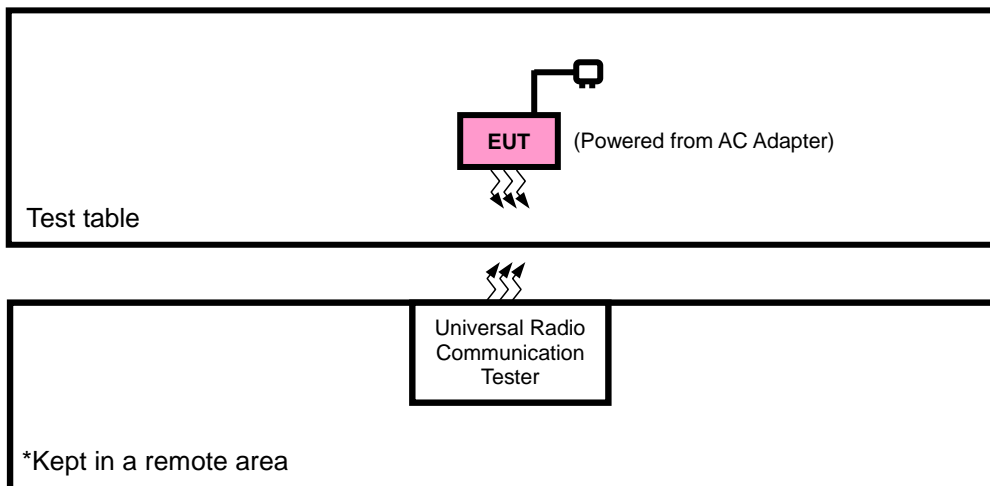 EUT
(Powered from AC Adapter)
Test table
Universal Radio
Communication
Tester
*Kept in a remote area